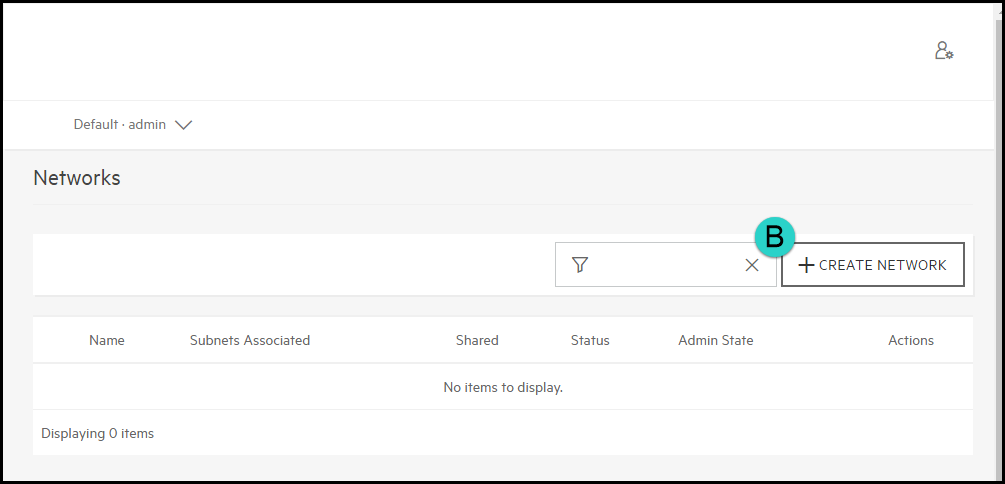 Default · admin
Networks
B
CREATE NETWORK
Name Subnets Associated Shared Status Admin State Actions
No items to display.
Displaying 0 items